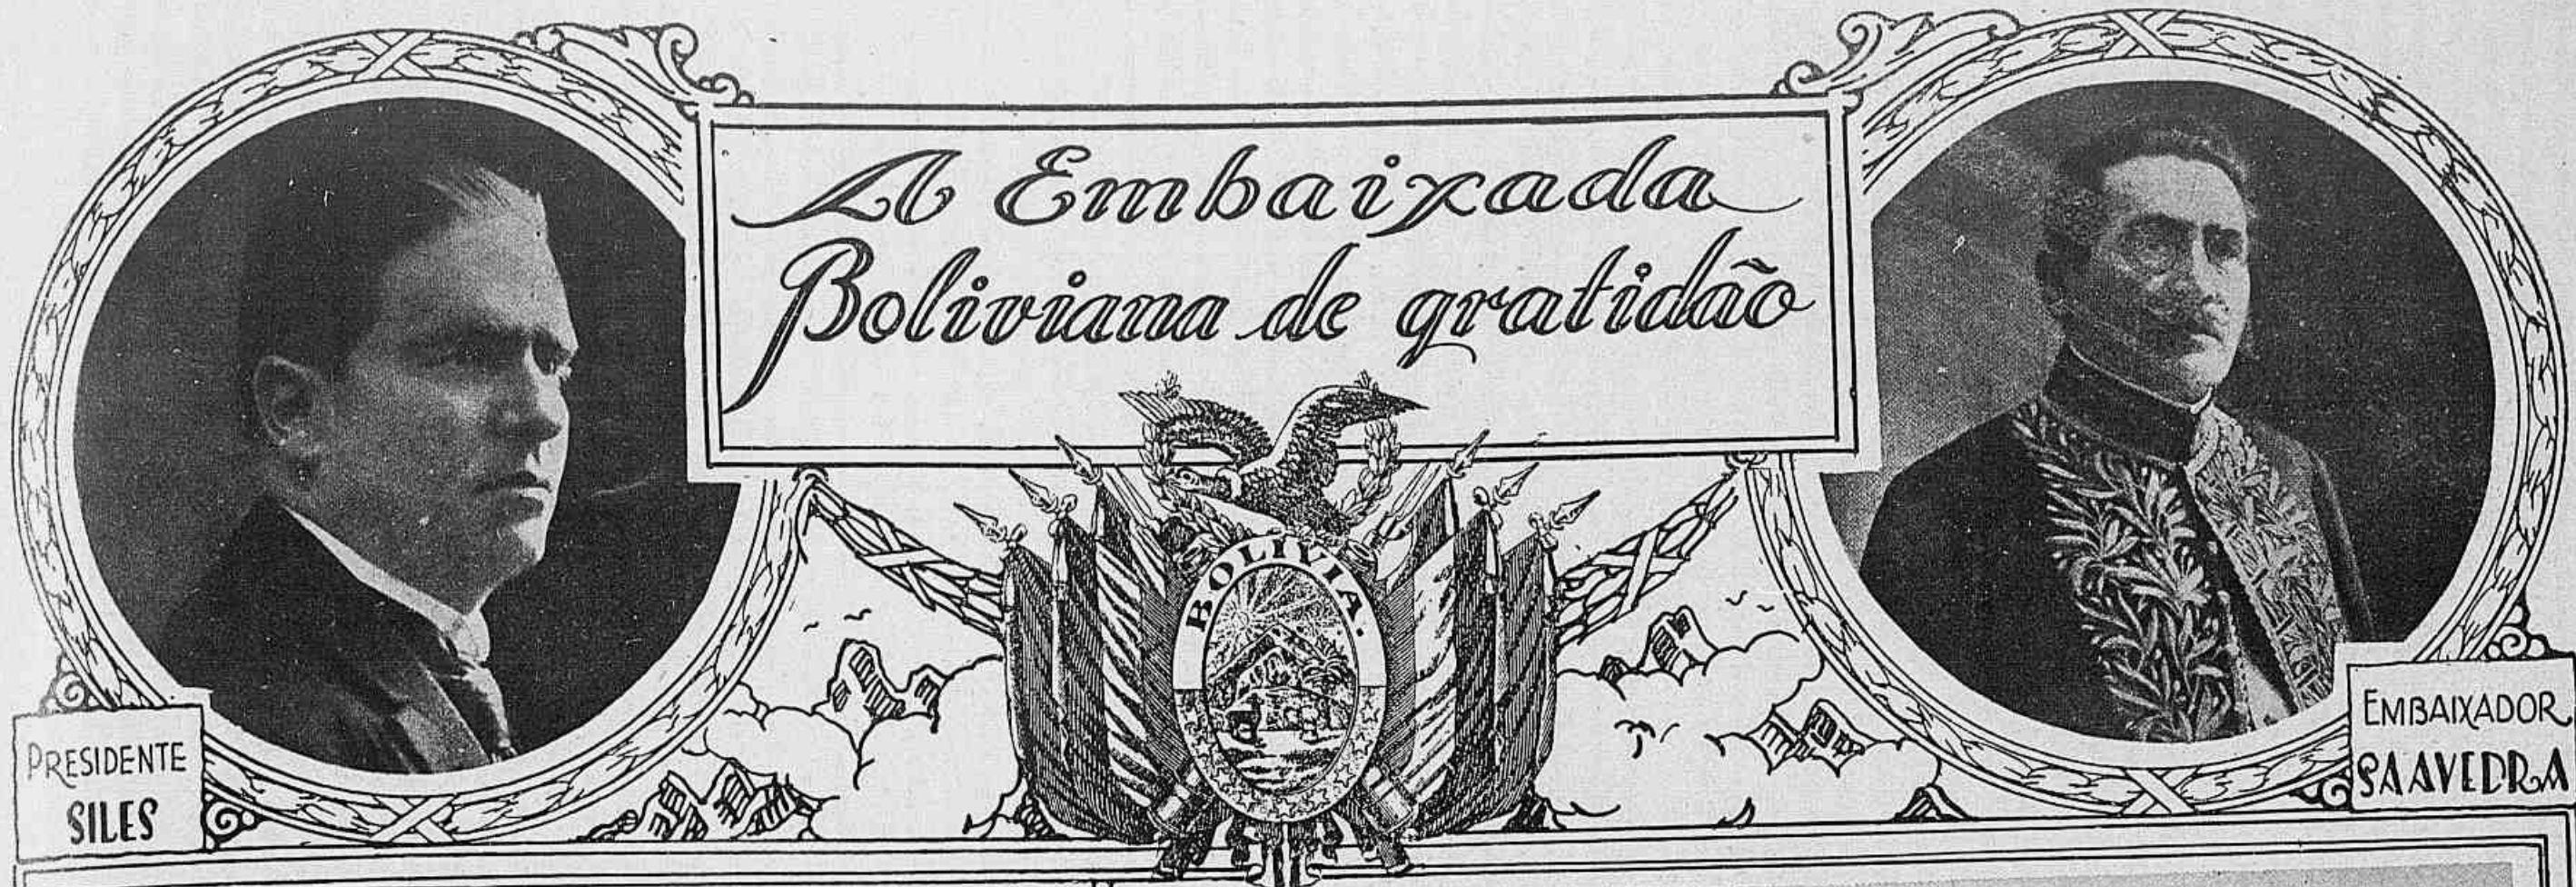 A Embaixada
Boliviana de gratidão
BOLIVIA.
PRESIDENTE
SILES
EMBAIXADOR
SAAVEDRA